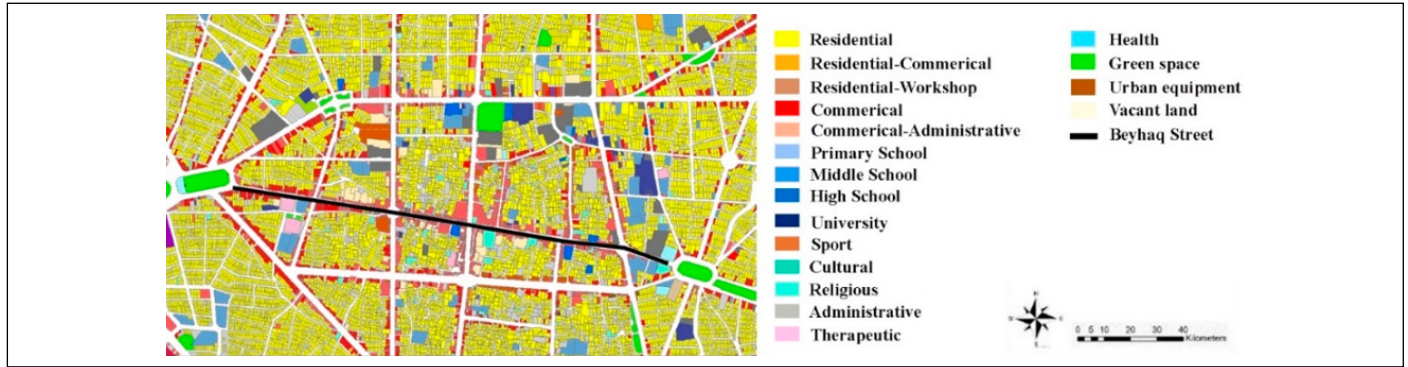 Residential
Residential-Commerical
Residential-Workshop
Commerical
Commerical-Administrative
Primary School
Middle School
High School
University
Sport
Cultural
Religious
Administrative
Therapeutic
Health
Green space
Urban equipment
Vacant land
Beyhaq Street
N
W
E
S
0 5 10 20 30 40
Kilometers